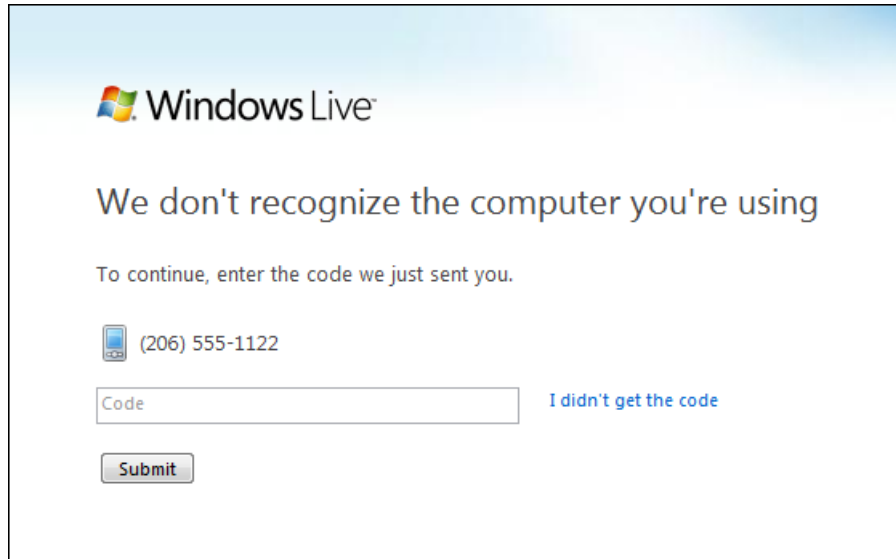 Windows Live™
We don't recognize the computer you're using
To continue, enter the code we just sent you.
(206) 555-1122
Code
I didn't get the code
Submit